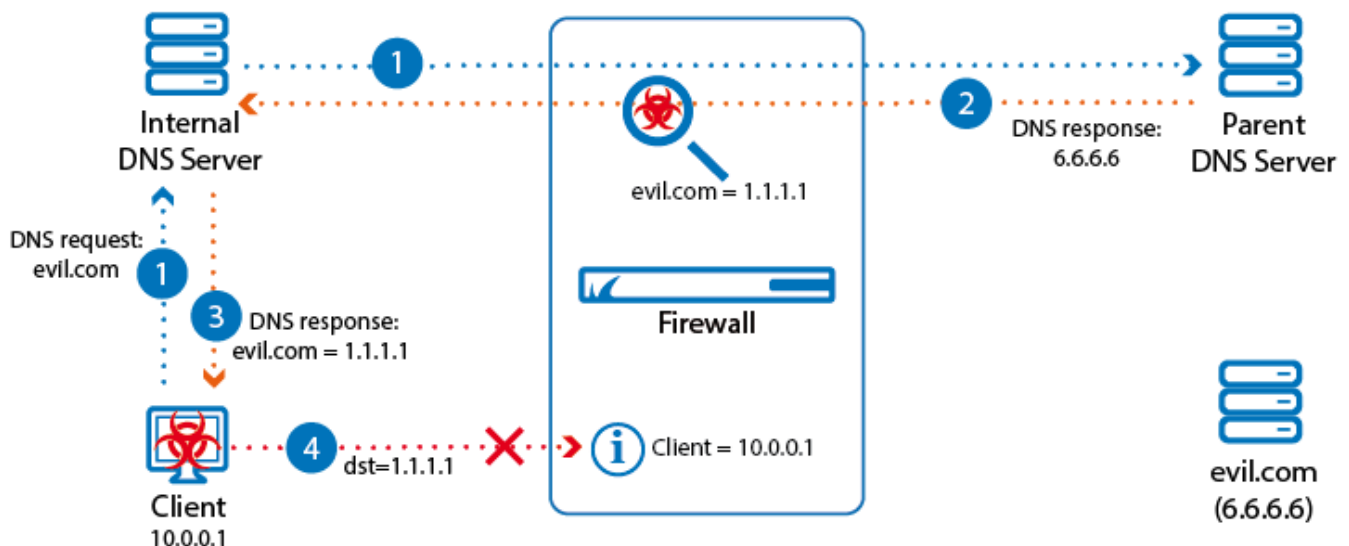 1
2
Internal
DNS Server
DNS response:
6.6.6.6
Parent
DNS Server
evil.com = 1.1.1.1
DNS request:
evil.com
1
3
DNS response:
evil.com = 1.1.1.1
Firewall
4
dst=1.1.1.1
i
Client = 10.0.0.1
Client
10.0.0.1
evil.com
(6.6.6.6)